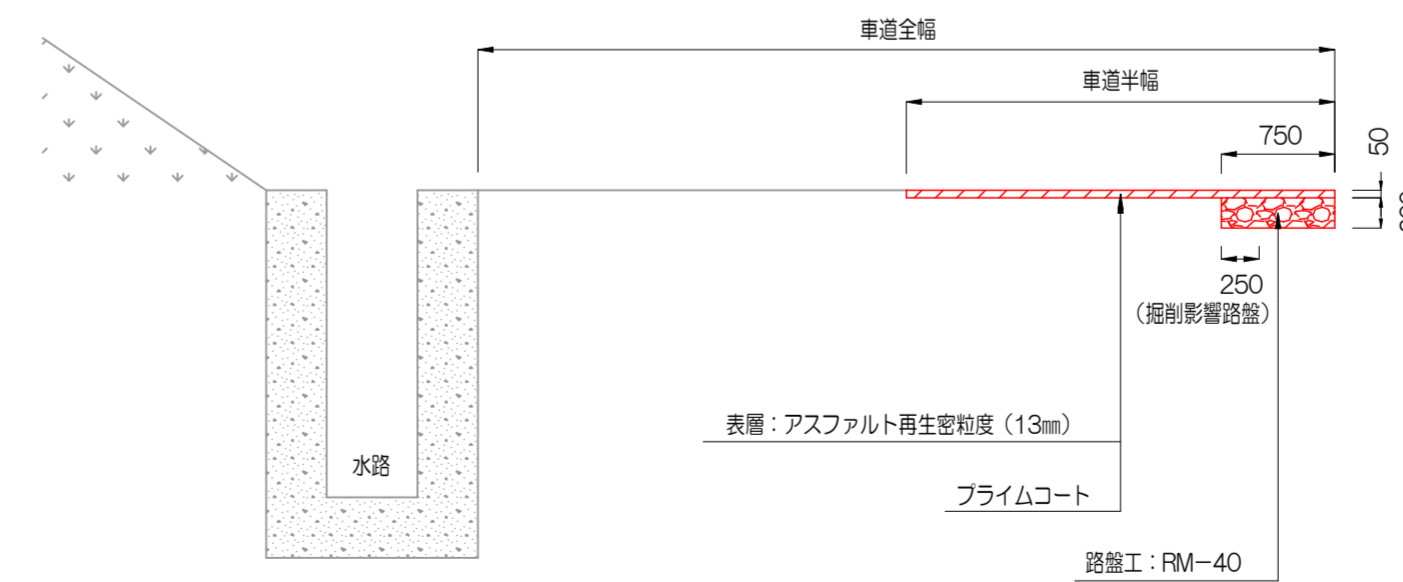 車道全幅
車道半幅
750
50
250
（掘削影響路盤）
表層：アスファルト再生密粒度（13㎜）
水路
プライムコート
路盤工：RM−40